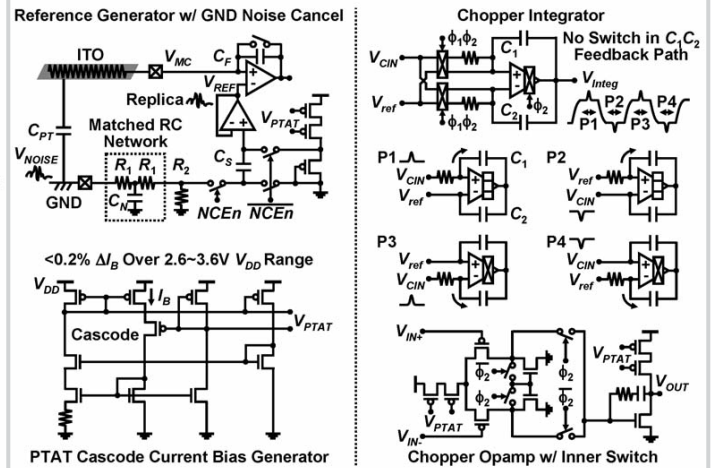 Reference Generator w/ GND Noise Cancel
ITO
V_MC
C_F
V_REF
Replica
V_PTAT
C_PT
Matched RC
Network
V_NOISE
R_1 R_1 R_2
C_S
C_N
GND
NCEn
N̅C̅E̅n̅
<0.2% ΔI_B Over 2.6~3.6V V_DD Range
V_DD
I_B
Cascode
V_PTAT
PTAT Cascode Current Bias Generator
Chopper Integrator
ϕ_1ϕ_2
C_1
No Switch in C_1C_2
Feedback Path
V_CIN
V_Integ
V_ref
ϕ_2
C_2
ϕ_1ϕ_2
P2 P4
P1 P3
P1
C_1
V_CIN
V_ref
C_2
P2
V_ref
V_CIN
P3
V_ref
V_CIN
P4
V_CIN
V_ref
V_IN+
ϕ̅_2
ϕ_2
V_PTAT
ϕ_2
ϕ̅_2
V_OUT
V_PTAT
V_IN-
Chopper Opamp w/ Inner Switch